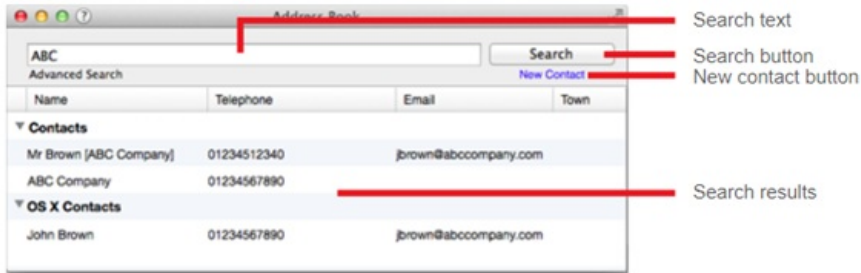 ? Address Book
Search text
ABC Search
Search button
Advanced Search New Contact
New contact button
Name Telephone Email Town
Contacts
Mr Brown [ABC Company] 01234512340 jbrown@abccompany.com
ABC Company 01234567890
Search results
OS X Contacts
John Brown 01234567890 jbrown@abccompany.com